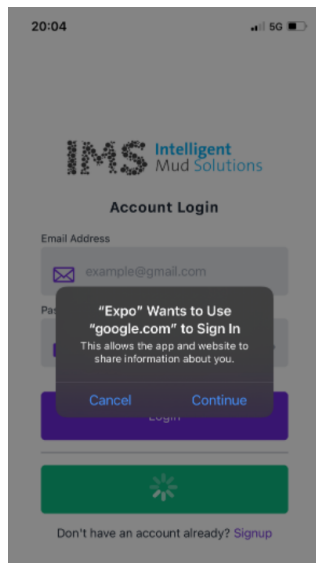 20:04
5G
IMS Intelligent
Mud Solutions
Account Login
Email Address
example@gmail.com
“Expo” Wants to Use
“google.com” to Sign In
This allows the app and website to
share information about you.
Cancel Continue
Login
Don't have an account already? Signup